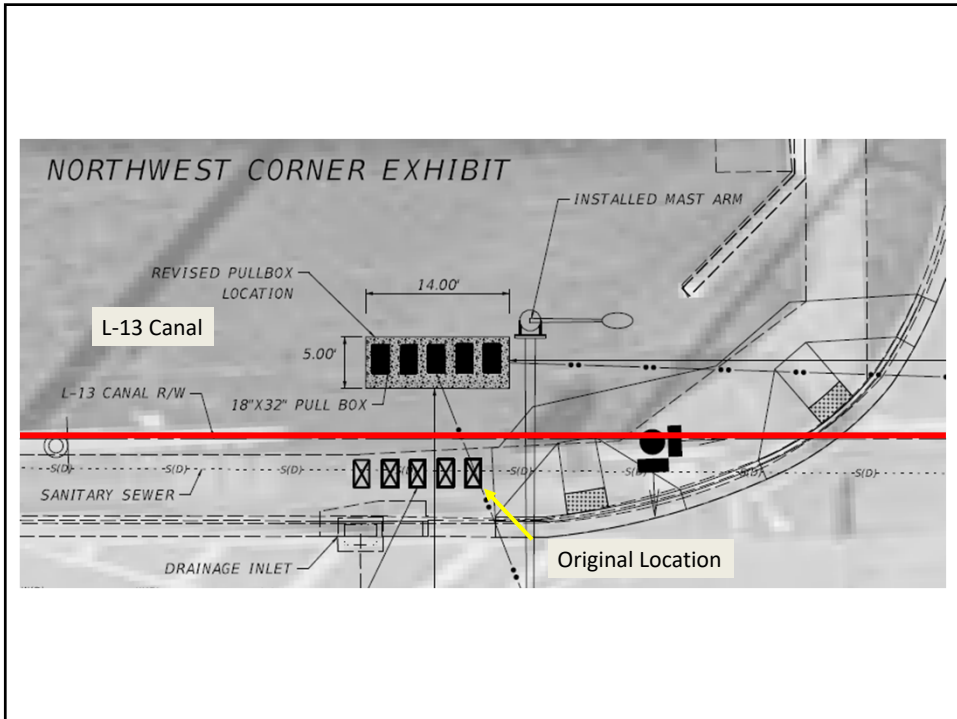 NORTHWEST CORNER EXHIBIT
INSTALLED MAST ARM
REVISED PULLBOX
LOCATION
14.00'
L-13 Canal
5.00'
L-13 CANAL R/W
18"X32" PULL BOX
S(D) S(D) S(D) S(D) S(D) S(D) S(D)
SANITARY SEWER
Original Location
DRAINAGE INLET